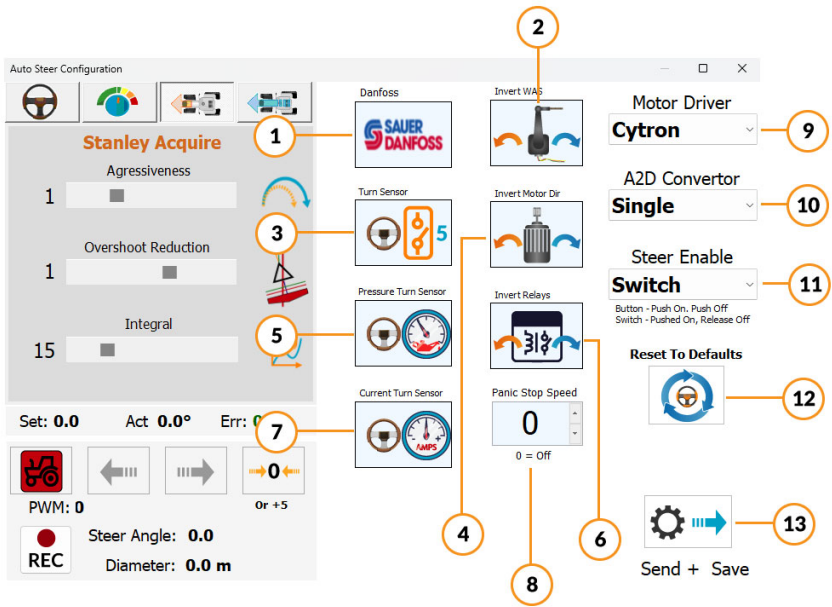 2
Auto Steer Configuration
Stanley Acquire
Agressiveness
1
Overshoot Reduction
1
Integral
15
Set: 0.0 Act 0.0° Err:
PWM: 0
0
Or +5
REC
Steer Angle: 0.0
Diameter: 0.0 m
Danfoss
1
SAUER
DANFOSS
Turn Sensor
3
5
Pressure Turn Sensor
5
Current Turn Sensor
7
AMPS
Invert WAS
Invert Motor Dir
Invert Relays
Panic Stop Speed
0
0 = Off
4
8
6
Motor Driver
Cytron
9
A2D Convertor
Single
10
Steer Enable
Switch
11
Button - Push On. Push Off
Switch - Pushed On, Release Off
Reset To Defaults
12
13
Send + Save